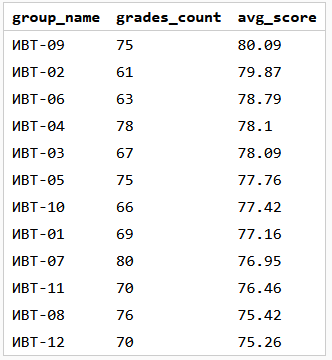 group_name grades_count avg_score
ИВТ-09 75 80.09
ИВТ-02 61 79.87
ИВТ-06 63 78.79
ИВТ-04 78 78.1
ИВТ-03 67 78.09
ИВТ-05 75 77.76
ИВТ-10 66 77.42
ИВТ-01 69 77.16
ИВТ-07 80 76.95
ИВТ-11 70 76.46
ИВТ-08 76 75.42
ИВТ-12 70 75.26